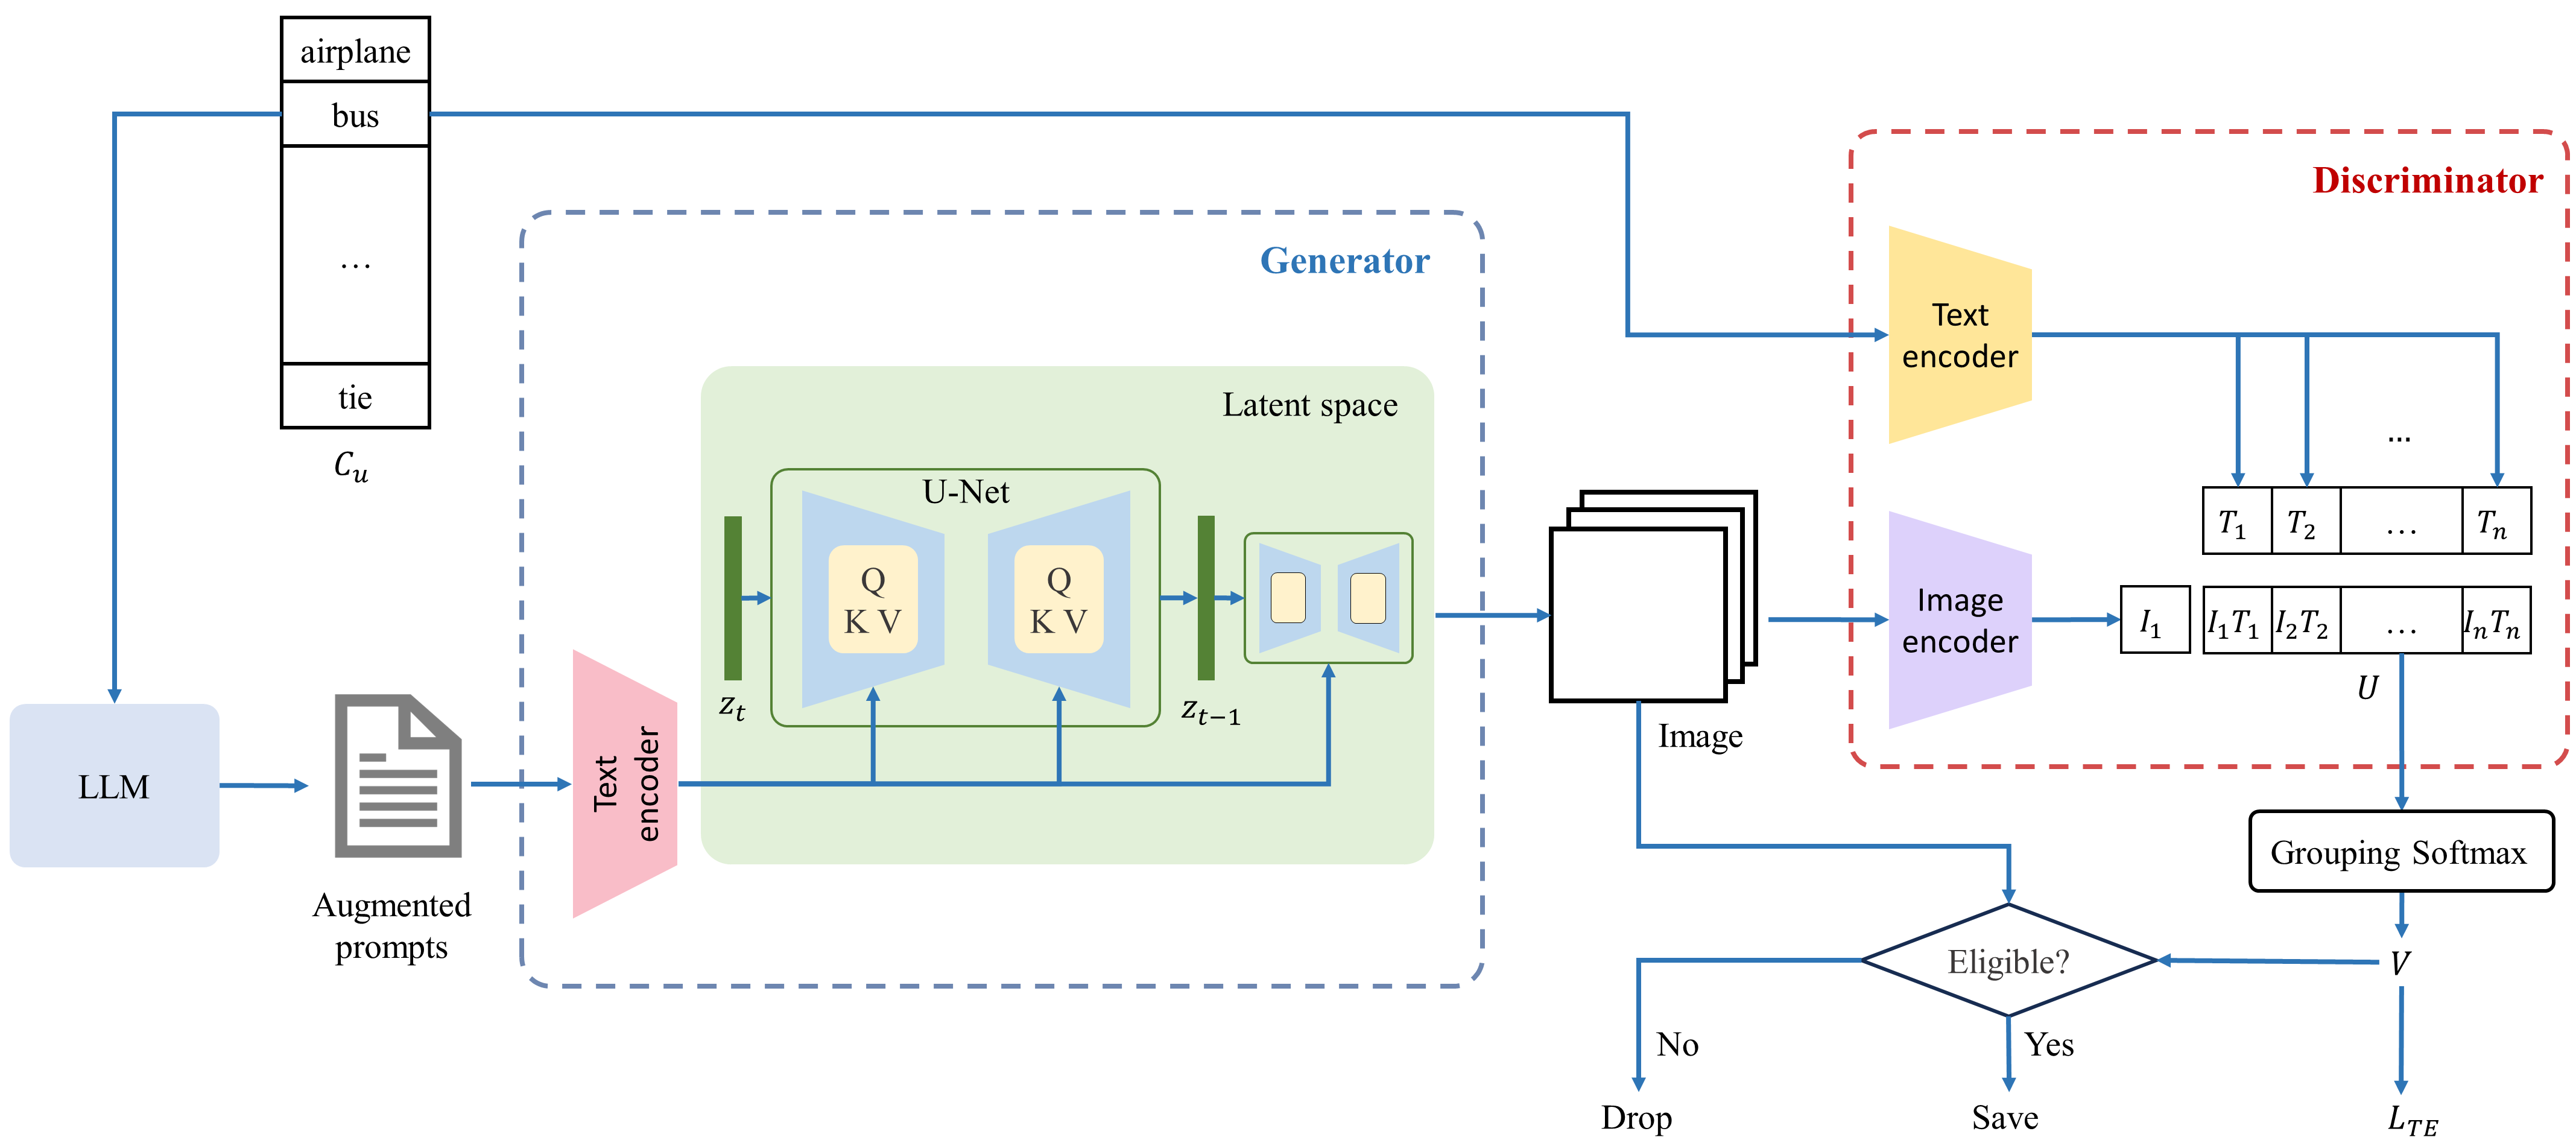 airplane
bus
…
tie
C_u
LLM
Augmented
prompts
Generator
Text
encoder
Latent space
U-Net
Q
K V
Q
K V
z_t
z_{t-1}
Image
Discriminator
Text
encoder
...
T_1 T_2 … T_n
Image
encoder
I_1 I_1T_1 I_2T_2 … I_nT_n
U
Grouping Softmax
V
Eligible?
No
Yes
Drop
Save
L_{TE}